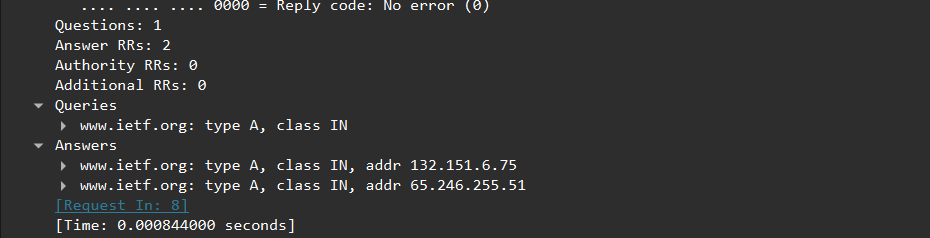 .... .... .... 0000 = Reply code: No error (0)
Questions: 1
Answer RRs: 2
Authority RRs: 0
Additional RRs: 0
Queries
www.ietf.org: type A, class IN
Answers
www.ietf.org: type A, class IN, addr 132.151.6.75
www.ietf.org: type A, class IN, addr 65.246.255.51
[Request In: 8]
[Time: 0.000844000 seconds]